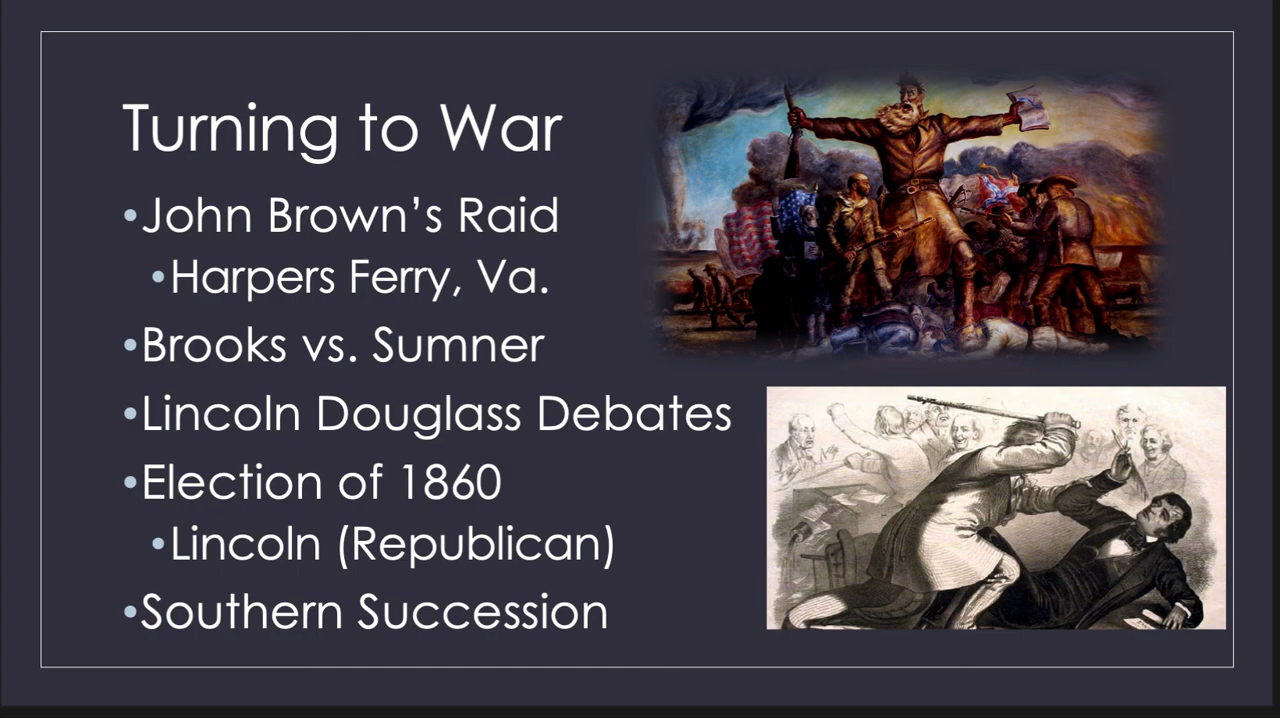 Turning to War
•John Brown’s Raid
•Harpers Ferry, Va.
•Brooks vs. Sumner
•Lincoln Douglass Debates
•Election of 1860
•Lincoln (Republican)
•Southern Succession